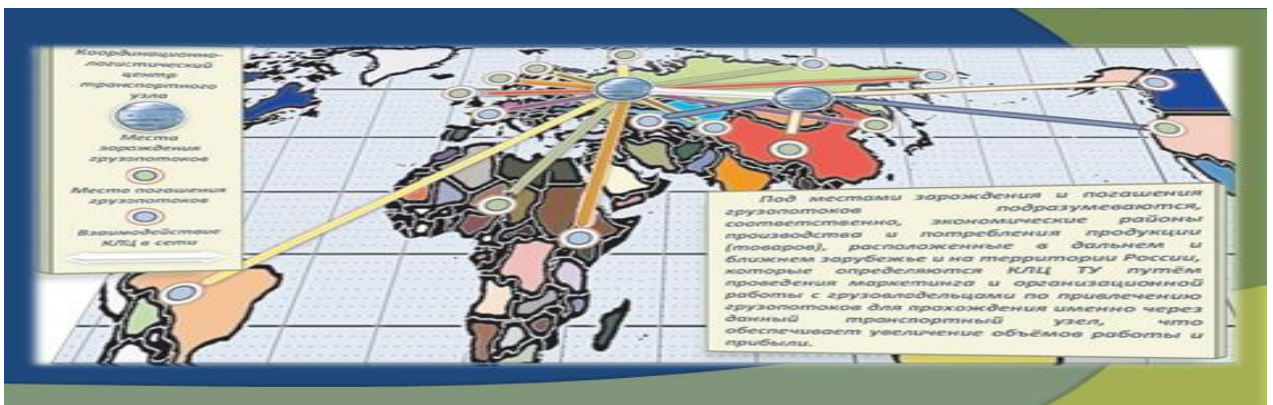 Координационно-
логистический
центр
транспортного
узла
Места
зарождения
грузопотоков
Место погашения
грузопотоков
Взаимодействие
КЛЦ в сети
Под местами зарождения и погашения
грузопотоков подразумеваются,
соответственно, экономические районы
производства и потребления продукции
(товаров), расположенные в дальнем и
ближнем зарубежье и на территории России,
которые определяются КЛЦ ТУ путём
проведения маркетинга и организационной
работы с грузовладельцами по привлечению
грузопотоков для прохождения именно через
данный транспортный узел, что
обеспечивает увеличение объёмов работы и
прибыли.